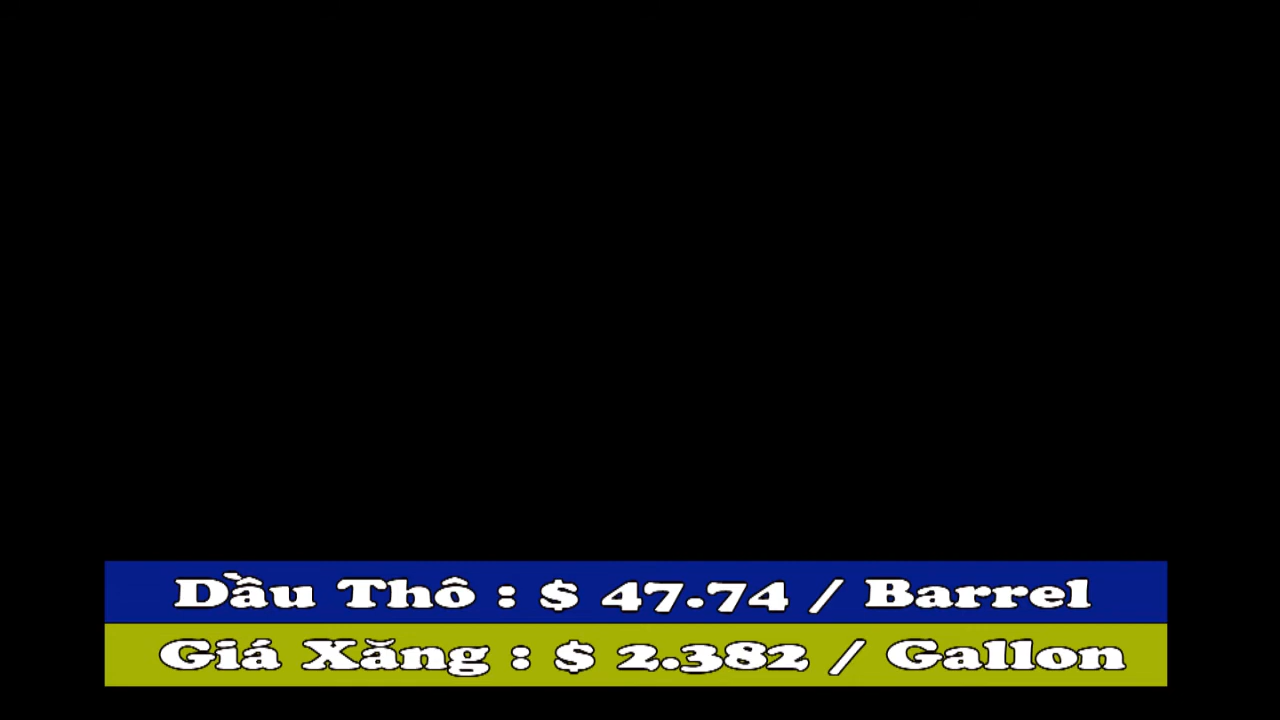 Dầu Thô : $ 47.74 / Barrel
Giá Xăng : $ 2.382 / Gallon